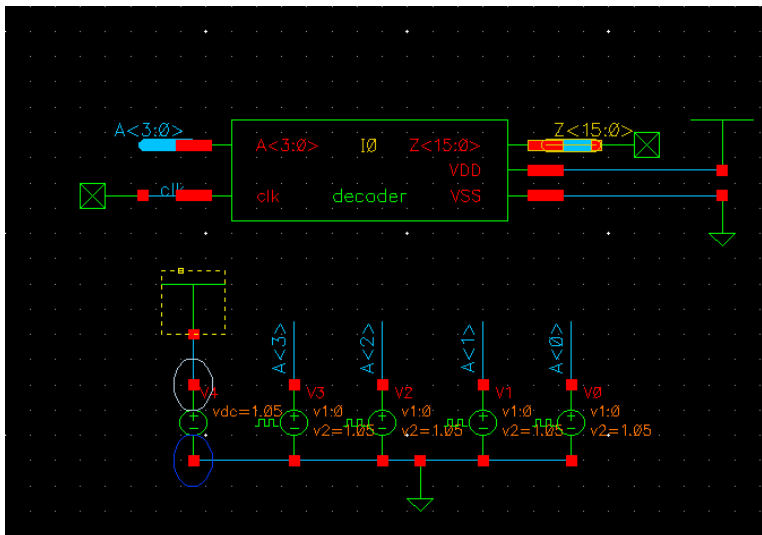 A<3:0> Z<15:0>
A<3:0> I0 Z<15:0>
VDD
clk clk decoder VSS
A<3> A<2> A<1> A<0>
V4 V3 V2 V1 V0
vdc=1.05 v1:0 v1:0 v1:0 v1:0
v2=1.05 v2=1.05 v2=1.05 v2=1.05